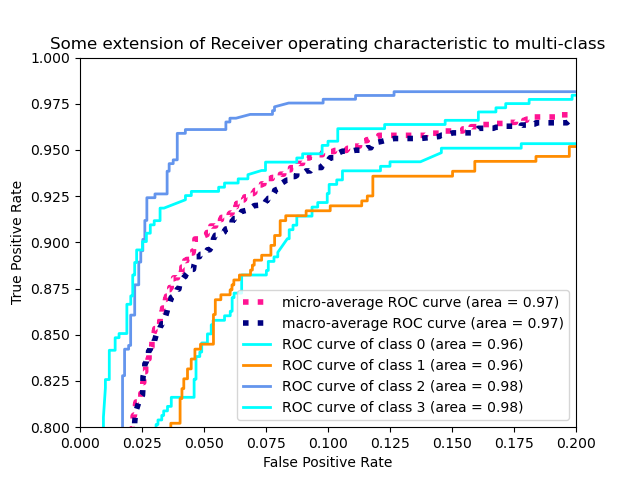 Some extension of Receiver operating characteristic to multi-class
1.000
0.975
0.950
0.925
0.900
0.875
0.850
0.825
0.800
True Positive Rate
micro-average ROC curve (area = 0.97)
macro-average ROC curve (area = 0.97)
ROC curve of class 0 (area = 0.96)
ROC curve of class 1 (area = 0.96)
ROC curve of class 2 (area = 0.98)
ROC curve of class 3 (area = 0.98)
0.000 0.025 0.050 0.075 0.100 0.125 0.150 0.175 0.200
False Positive Rate